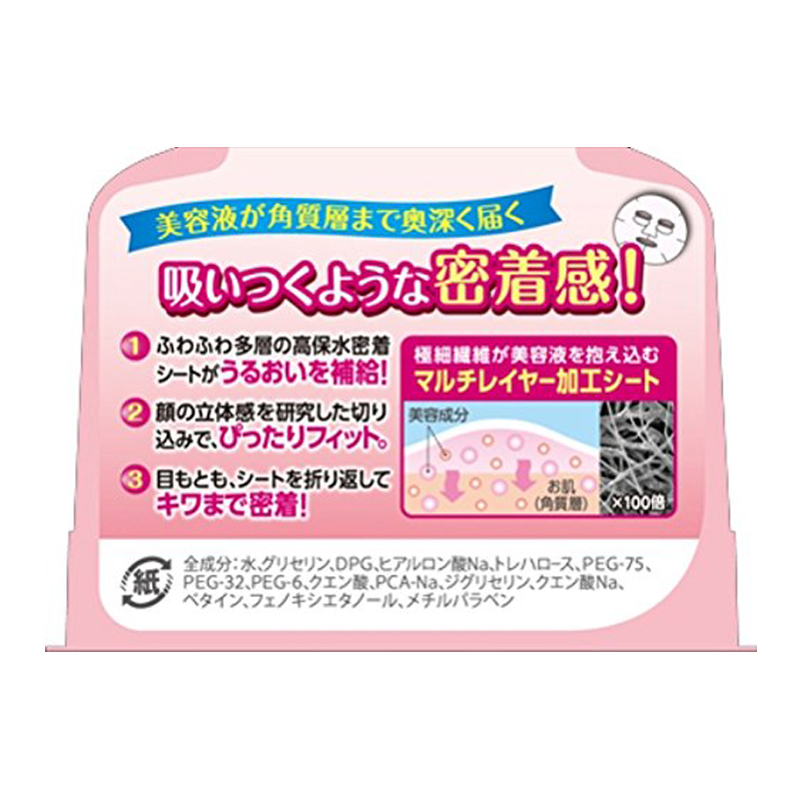 美容液が角質層まで奥深く届く
吸いつくような密着感!
1 ふわふわ多層の高保水密着
シートがうるおいを補給!
2 顔の立体感を研究した切り
込みで、ぴったりフィット。
3 目もとも、シートを折り返して
キワまで密着!
極細繊維が美容液を抱え込む
マルチレイヤー加工シート
美容成分
お肌
(角質層)
×100倍
紙
全成分:水、グリセリン、DPG、ヒアルロン酸Na、トレハロース、PEG-75、
PEG-32、PEG-6、クエン酸、PCA-Na、ジグリセリン、クエン酸Na、
ベタイン、フェノキシエタノール、メチルパラベン